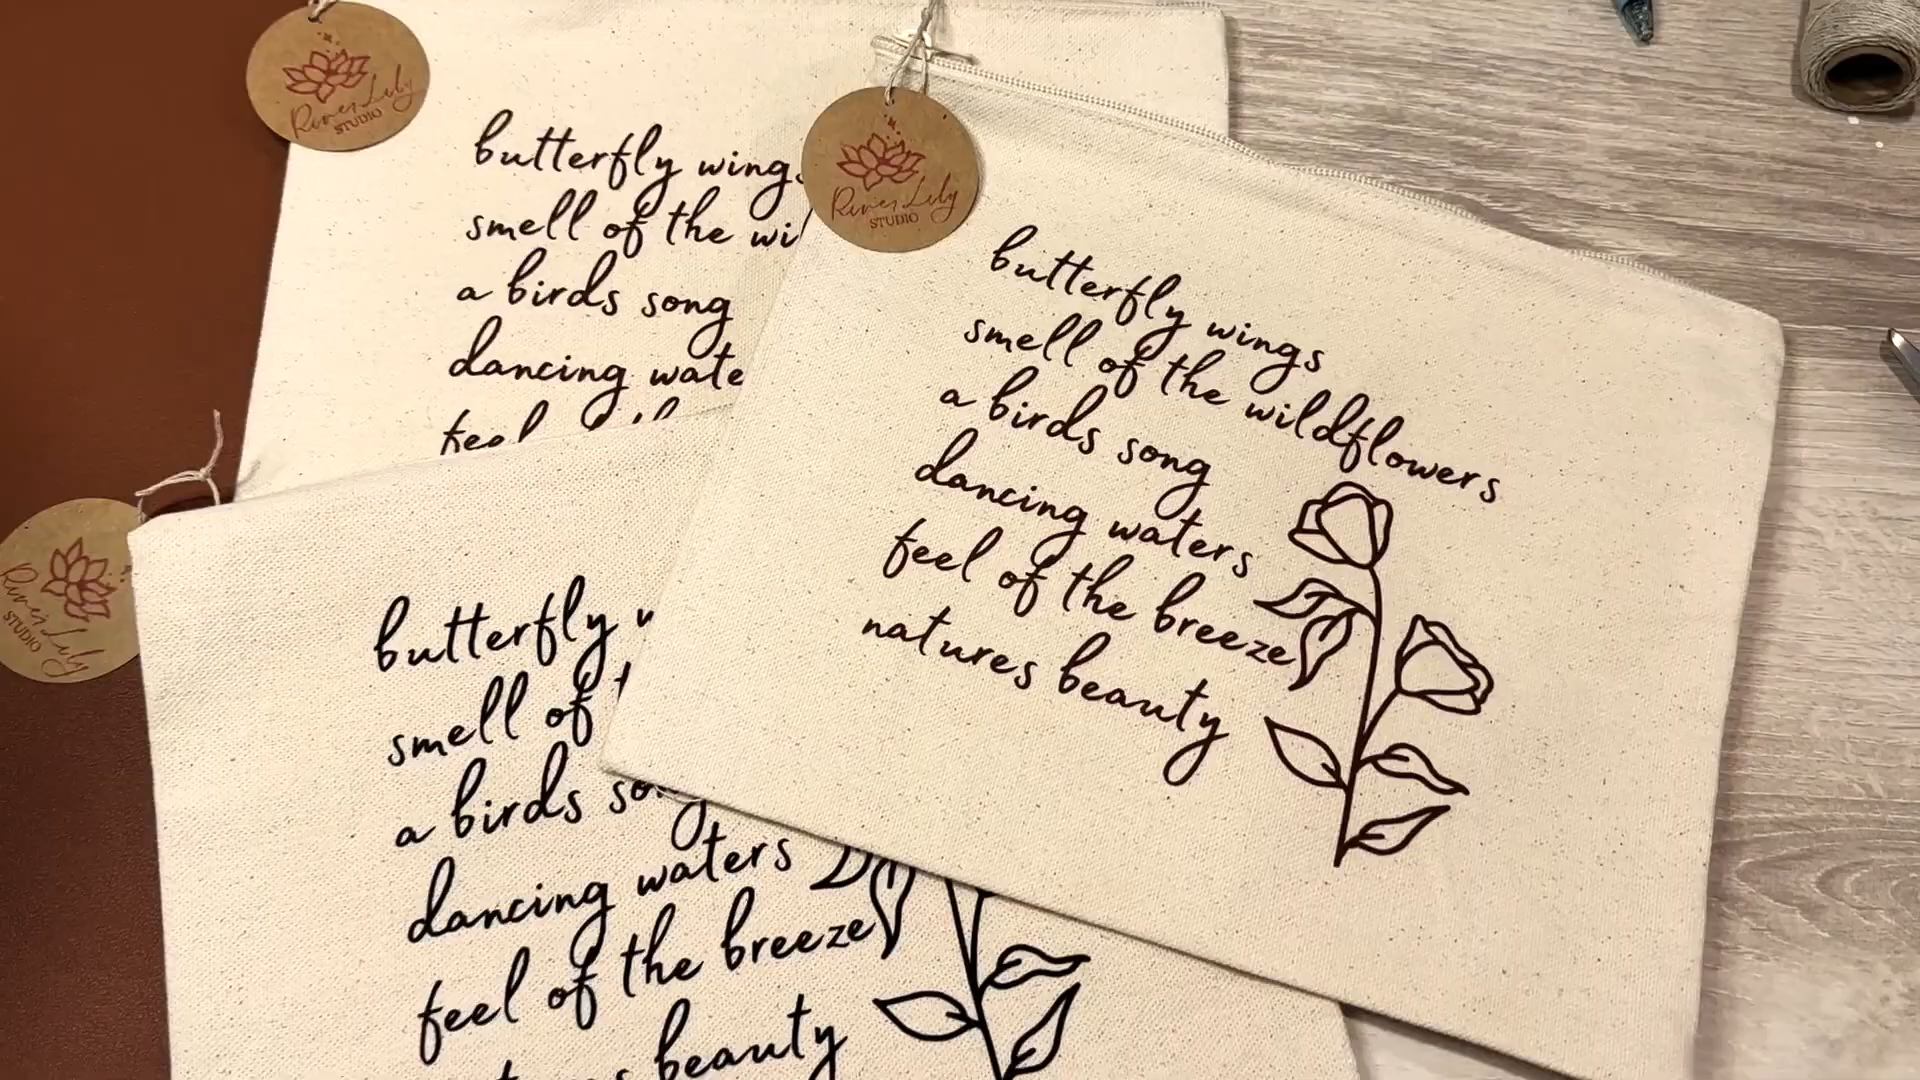 River Lily
STUDIO
butterfly wings
smell of the
a birds song
dancing
feel
River Lily
STUDIO
butterfly wings
smell of the wildflowers
a birds song
dancing waters
feel of the breeze
natures beauty
River Lily
STUDIO
butterfly
smell of
a birds
dancing waters
feel of the breeze
beauty